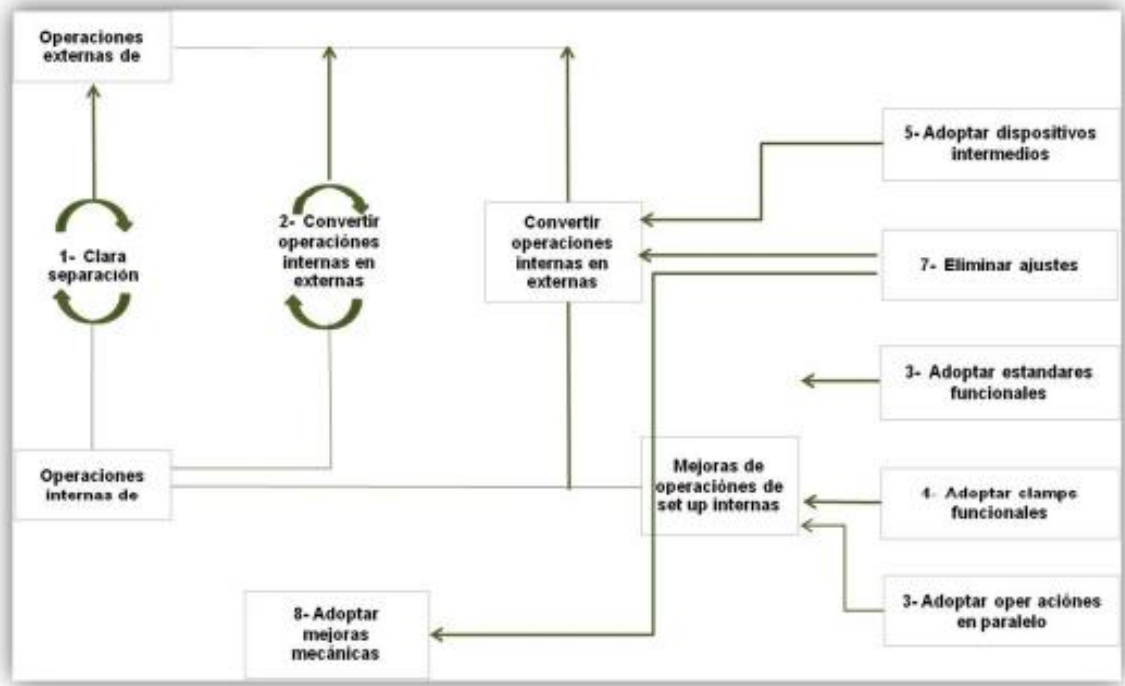 Operaciones
externas de
5- Adoptar dispositivos
intermedios
1- Clara
separación
2- Convertir
operaciónes
internas en
externas
Convertir
operaciones
internas en
externas
7- Eliminar ajustes
3- Adoptar estandares
funcionales
Operaciones
internas de
Mejoras de
operaciónes de
set up internas
4- Adoptar clamps
funcionales
8- Adoptar
mejoras
mecánicas
3- Adoptar oper aciónes
en paralelo